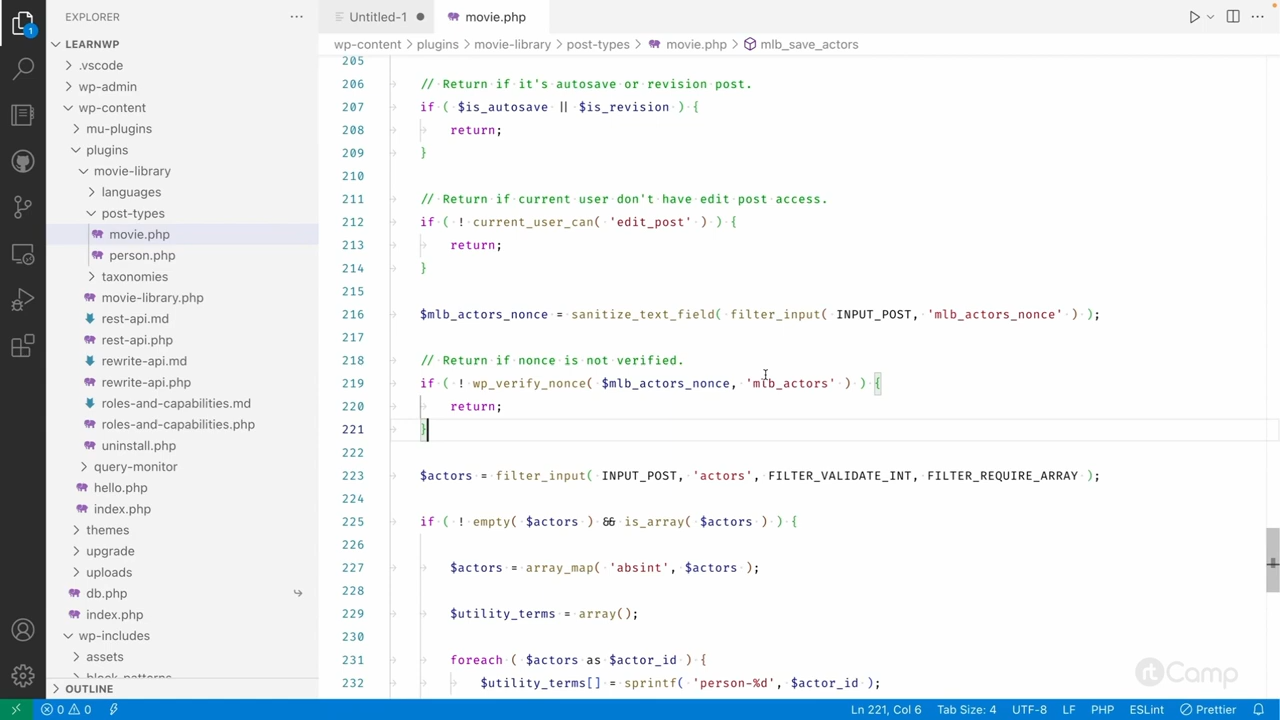 EXPLORER
Untitled-1
movie.php
LEARNWP
wp-content > plugins > movie-library > post-types > movie.php > mlb_save_actors
.vscode
wp-admin
wp-content
mu-plugins
plugins
movie-library
languages
post-types
movie.php
person.php
taxonomies
movie-library.php
rest-api.md
rest-api.php
rewrite-api.md
rewrite-api.php
roles-and-capabilities.md
roles-and-capabilities.php
uninstall.php
query-monitor
hello.php
index.php
themes
upgrade
uploads
db.php
index.php
wp-includes
assets
block_patterns
OUTLINE
205
206 // Return if it's autosave or revision post.
207 if ( $is_autosave || $is_revision ) {
208 return;
209 }
210
211 // Return if current user don't have edit post access.
212 if ( ! current_user_can( 'edit_post' ) ) {
213 return;
214 }
215
216 $mlb_actors_nonce = sanitize_text_field( filter_input( INPUT_POST, 'mlb_actors_nonce' ) );
217
218 // Return if nonce is not verified.
219 if ( ! wp_verify_nonce( $mlb_actors_nonce, 'mlb_actors' ) ) {
220 return;
221 }
222
223 $actors = filter_input( INPUT_POST, 'actors', FILTER_VALIDATE_INT, FILTER_REQUIRE_ARRAY );
224
225 if ( ! empty( $actors ) && is_array( $actors ) ) {
226
227 $actors = array_map( 'absint', $actors );
228
229 $utility_terms = array();
230
231 foreach ( $actors as $actor_id ) {
232 $utility_terms[] = sprintf( 'person-%d', $actor_id );
rtCamp
1
0 0
Ln 221, Col 6
Tab Size: 4
UTF-8
LF
PHP
ESLint
Prettier